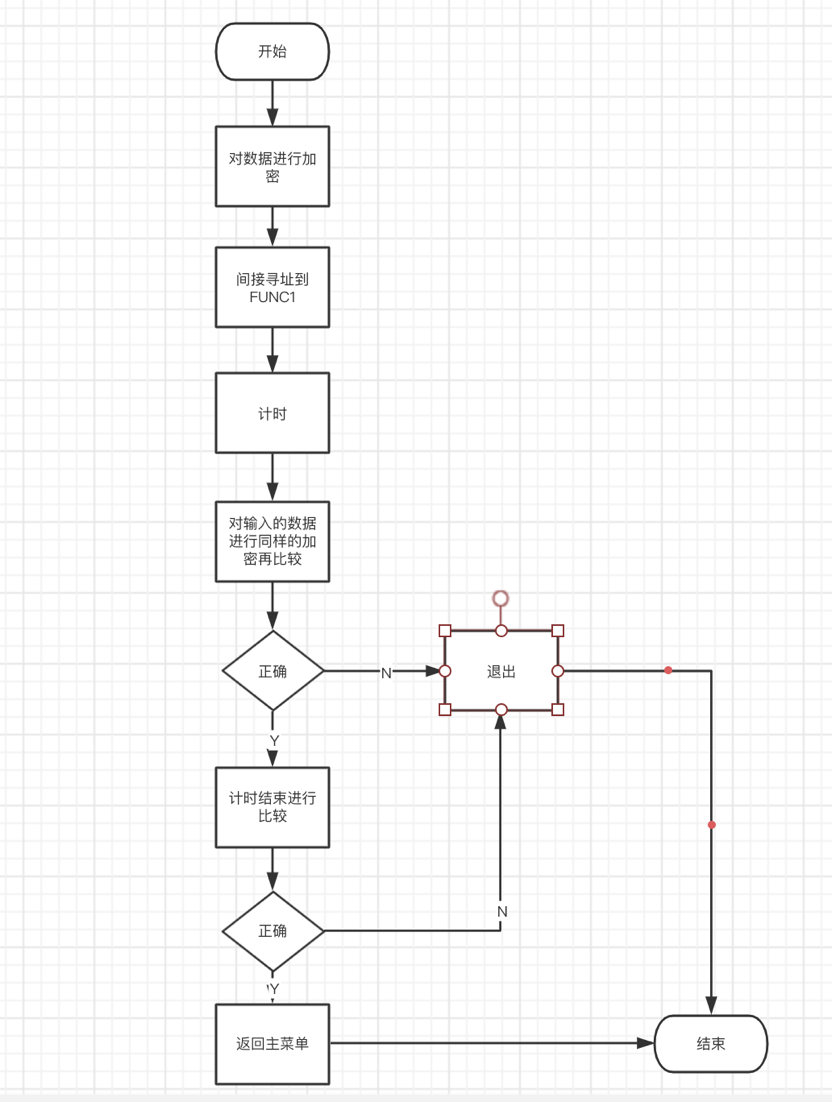 开始
对数据进行加
密
间接寻址到
FUNC1
计时
对输入的数据
进行同样的加
密再比较
正确
N
退出
Y
计时结束进行
比较
正确
N
Y
返回主菜单
结束